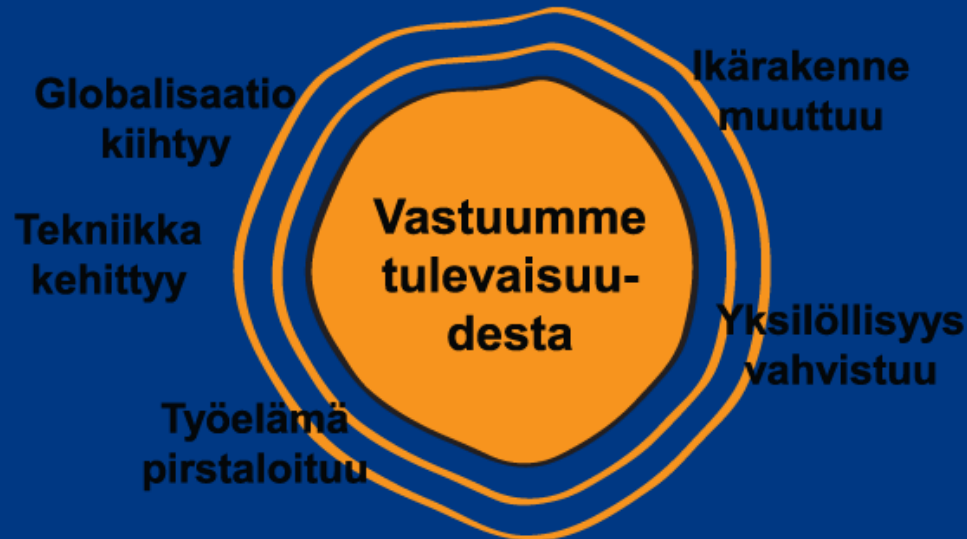 Globalisaatio
kiihtyy
Ikärakenne
muuttuu
Tekniikka
kehittyy
Vastuumme
tulevaisuu-
desta
Yksilöllisyys
vahvistuu
Työelämä
pirstaloituu